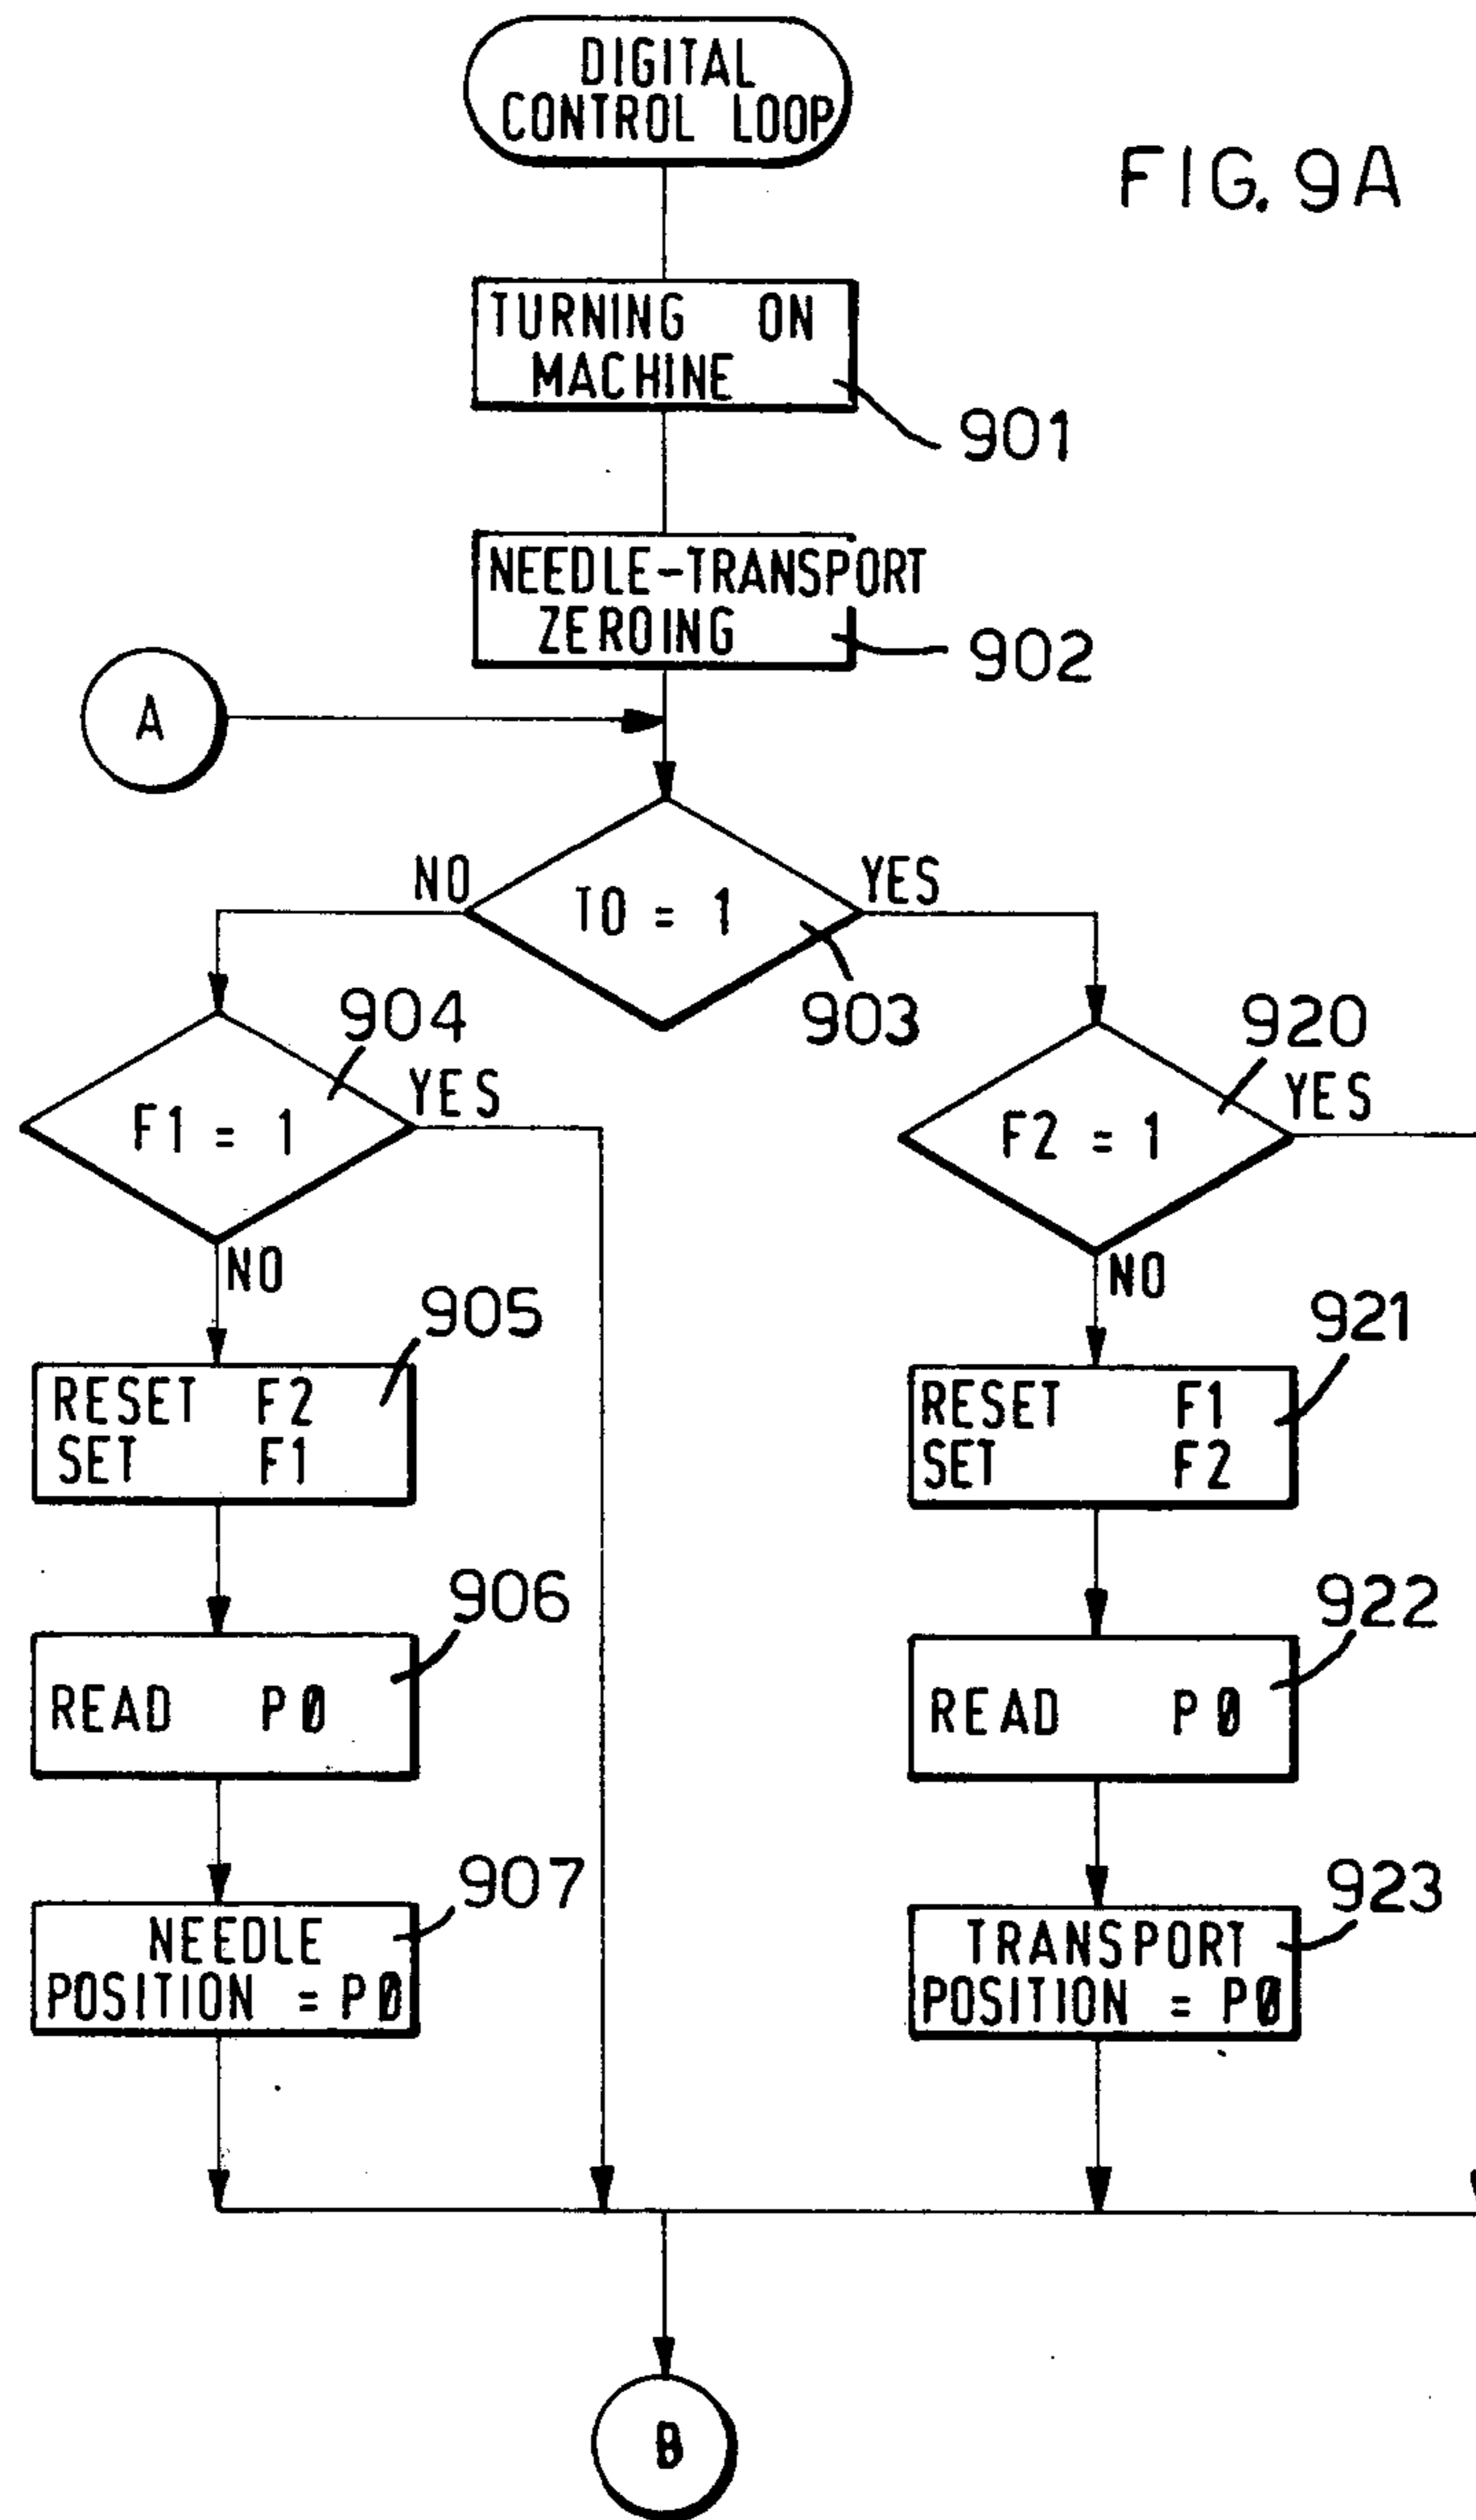 DIGITAL
CONTROL LOOP
FIG. 9A
TURNING ON
MACHINE
901
NEEDLE-TRANSPORT
ZEROING
902
A
NO
T0 = 1
YES
903
904
F1 = 1
YES
NO
920
F2 = 1
YES
NO
905
RESET F2
SET F1
921
RESET F1
SET F2
906
READ PØ
922
READ PØ
907
NEEDLE
POSITION = PØ
923
TRANSPORT
POSITION = PØ
B